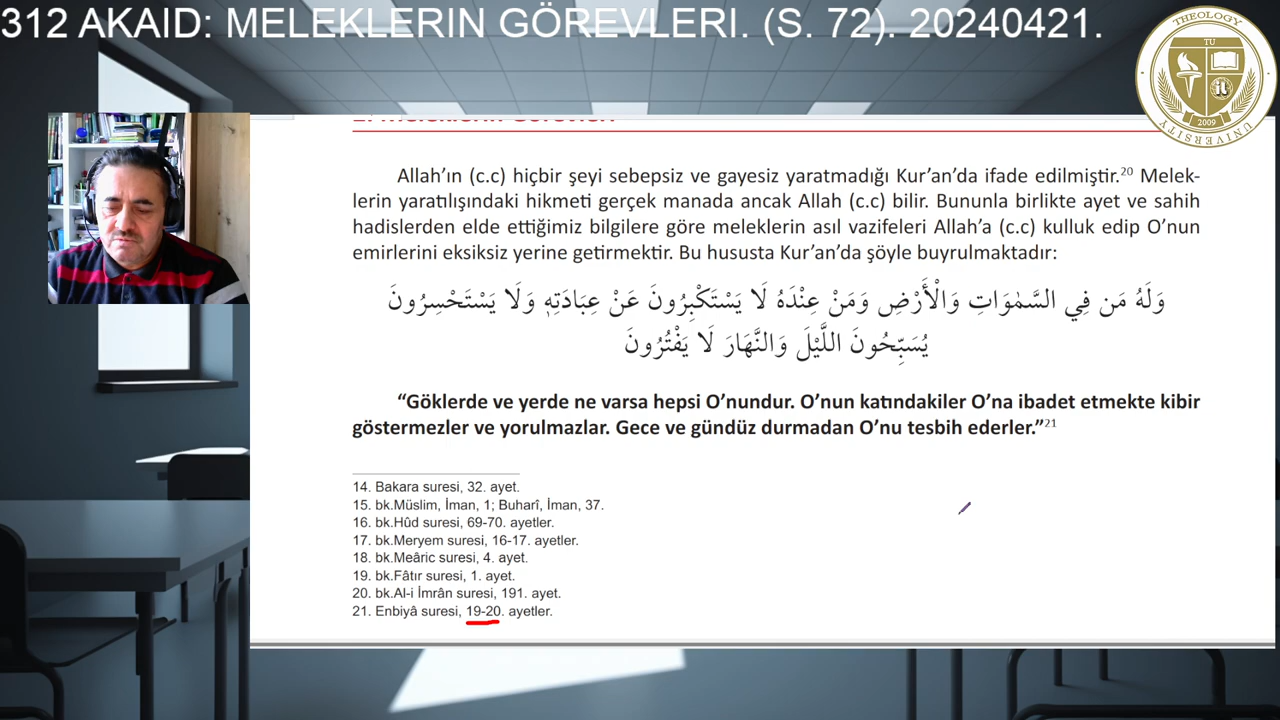 312 AKAID: MELEKLERIN GÖREVLERI. (S. 72). 20240421.
THEOLOGY
TU
2009
UNIVERSITY
Allah’ın (c.c) hiçbir şeyi sebepsiz ve gayesiz yaratmadığı Kur’an’da ifade edilmiştir.20 Melek-
lerin yaratılışındaki hikmeti gerçek manada ancak Allah (c.c) bilir. Bununla birlikte ayet ve sahih
hadislerden elde ettiğimiz bilgilere göre meleklerin asıl vazifeleri Allah’a (c.c) kulluk edip O’nun
emirlerini eksiksiz yerine getirmektir. Bu hususta Kur’an’da şöyle buyrulmaktadır:
وَلَهُ مَن فِي السَّمٰوَاتِ وَالْأَرْضِ وَمَنْ عِنْدَهُ لَا يَسْتَكْبِرُونَ عَنْ عِبَادَتِهٖ وَلَا يَسْتَحْسِرُونَ
يُسَبِّحُونَ اللَّيْلَ وَالنَّهَارَ لَا يَفْتُرُونَ
“Göklerde ve yerde ne varsa hepsi O’nundur. O’nun katındakiler O’na ibadet etmekte kibir
göstermezler ve yorulmazlar. Gece ve gündüz durmadan O’nu tesbih ederler.”21
14. Bakara suresi, 32. ayet.
15. bk.Müslim, İman, 1; Buharî, İman, 37.
16. bk.Hûd suresi, 69-70. ayetler.
17. bk.Meryem suresi, 16-17. ayetler.
18. bk.Meâric suresi, 4. ayet.
19. bk.Fâtır suresi, 1. ayet.
20. bk.Al-i İmrân suresi, 191. ayet.
21. Enbiyâ suresi, 19-20. ayetler.